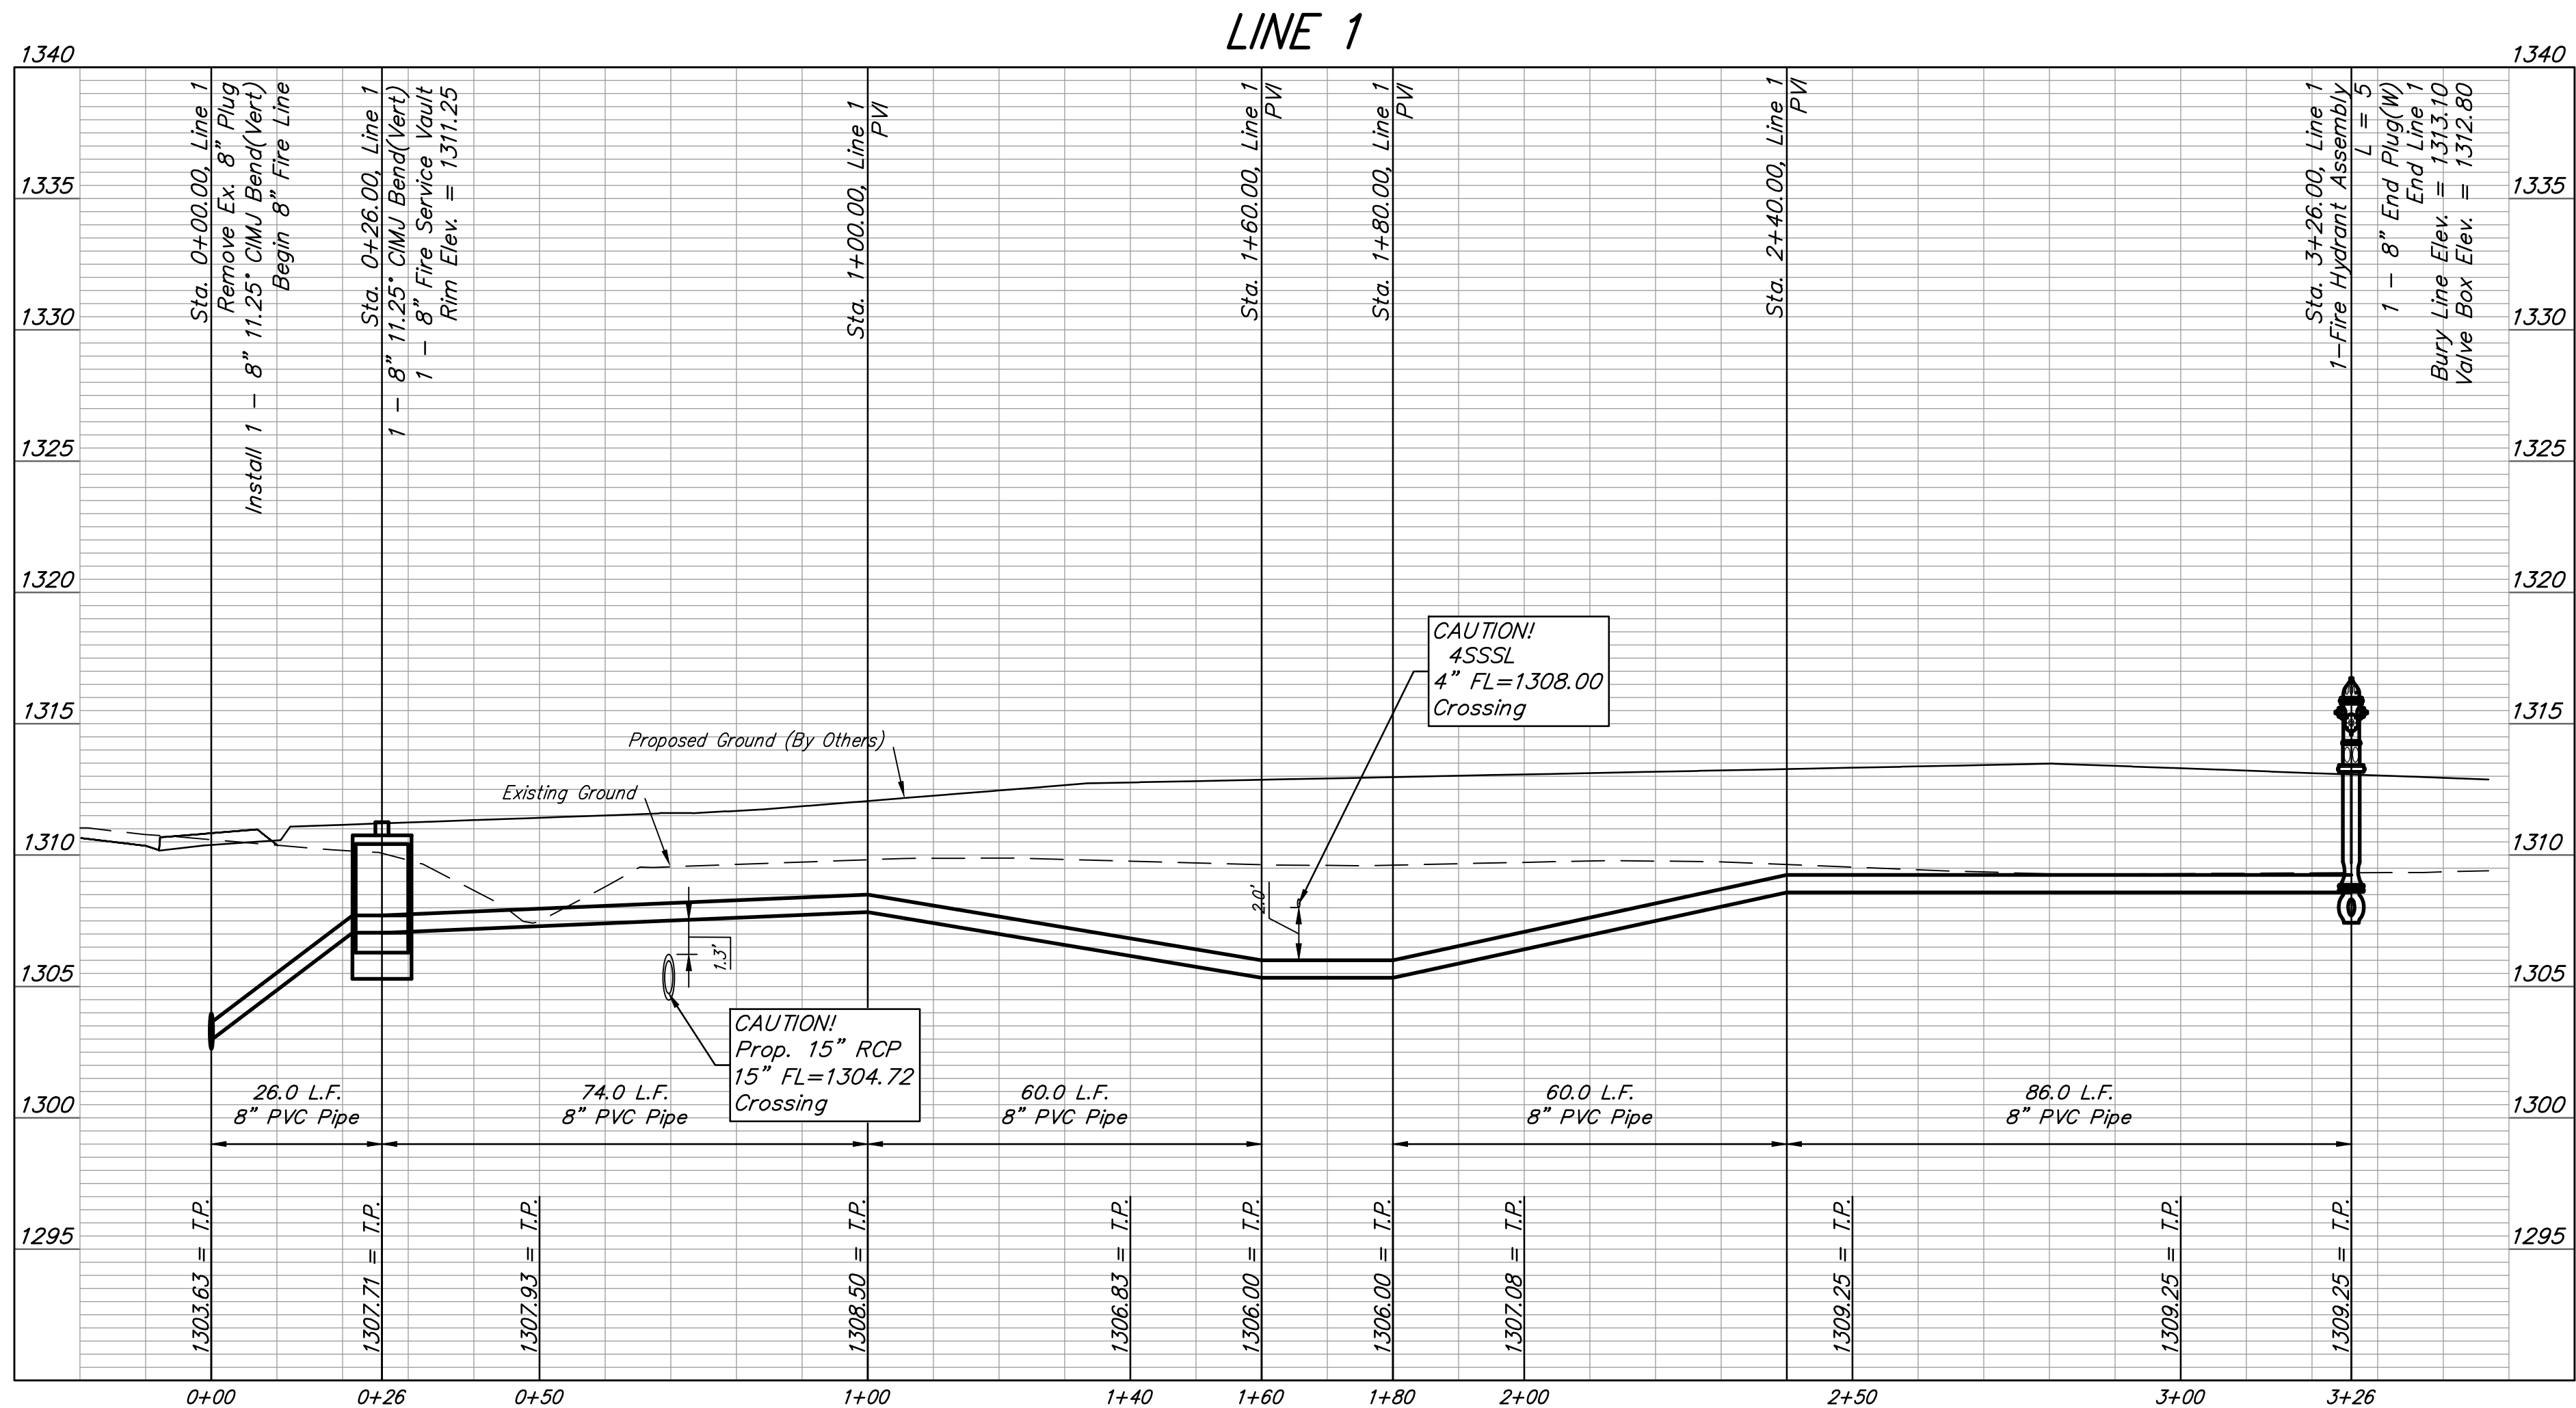 LINE 1
1340
1340
1335
1335
1330
1330
1325
1325
1320
1320
1315
1315
1310
1310
1305
1305
1300
1300
1295
1295
Sta. 0+00.00, Line 1
Remove Ex. 8" Plug
Install 1 - 8" 11.25° CIMJ Bend(Vert)
Begin 8" Fire Line
Sta. 0+26.00, Line 1
1 - 8" 11.25° CIMJ Bend(Vert)
1 - 8" Fire Service Vault
Rim Elev. = 1311.25
Sta. 1+00.00, Line 1
PVI
Sta. 1+60.00, Line 1
PVI
Sta. 1+80.00, Line 1
PVI
Sta. 2+40.00, Line 1
PVI
Sta. 3+26.00, Line 1
1-Fire Hydrant Assembly
L = 5
1 - 8" End Plug(W)
End Line 1
Bury Line Elev. = 1313.10
Valve Box Elev. = 1312.80
CAUTION!
4SSSL
4" FL=1308.00
Crossing
Proposed Ground (By Others)
Existing Ground
2.0'
1.3'
CAUTION!
Prop. 15" RCP
15" FL=1304.72
Crossing
26.0 L.F.
8" PVC Pipe
74.0 L.F.
8" PVC Pipe
60.0 L.F.
8" PVC Pipe
60.0 L.F.
8" PVC Pipe
86.0 L.F.
8" PVC Pipe
1303.63 = T.P.
1307.71 = T.P.
1307.93 = T.P.
1308.50 = T.P.
1306.83 = T.P.
1306.00 = T.P.
1306.00 = T.P.
1307.08 = T.P.
1309.25 = T.P.
1309.25 = T.P.
1309.25 = T.P.
0+00
0+26
0+50
1+00
1+40
1+60
1+80
2+00
2+50
3+00
3+26